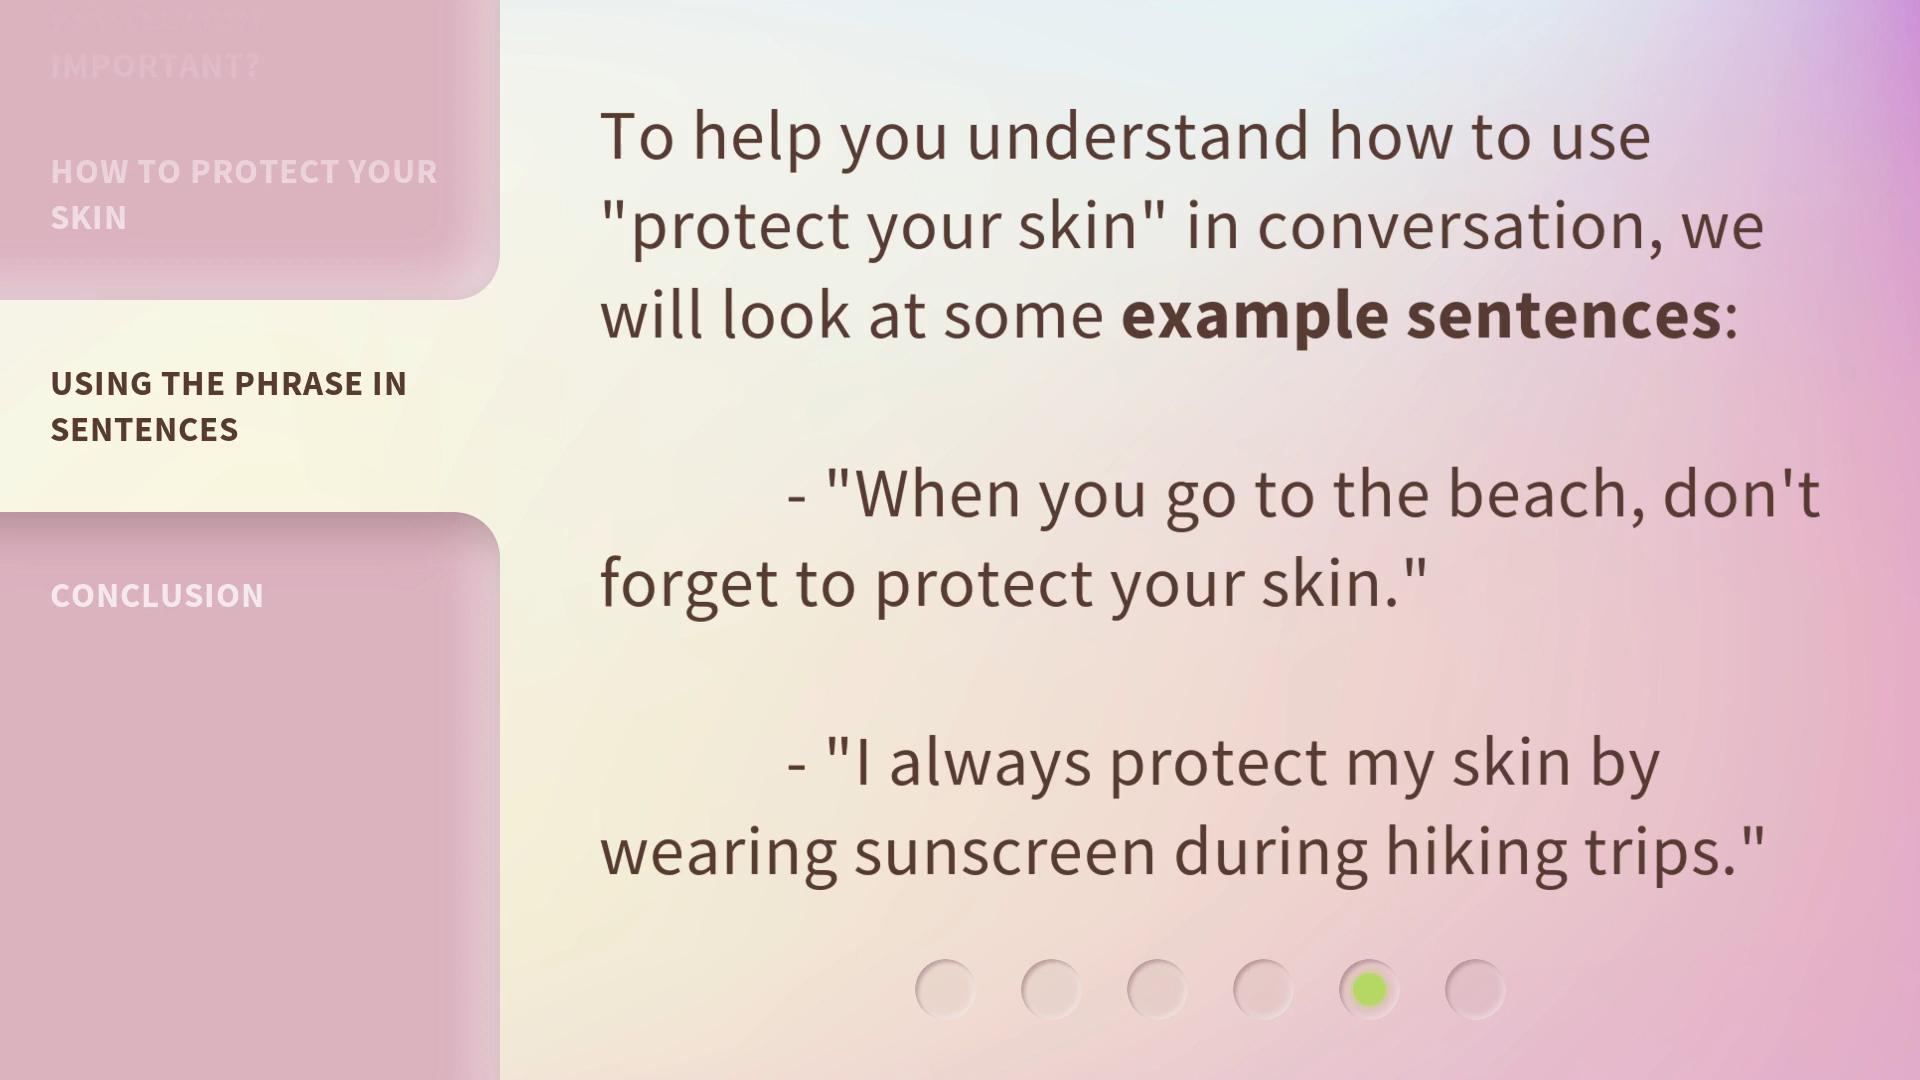 IMPORTANT?
HOW TO PROTECT YOUR
SKIN
USING THE PHRASE IN
SENTENCES
CONCLUSION
To help you understand how to use
"protect your skin" in conversation, we
will look at some example sentences:
- "When you go to the beach, don't
forget to protect your skin."
- "I always protect my skin by
wearing sunscreen during hiking trips."